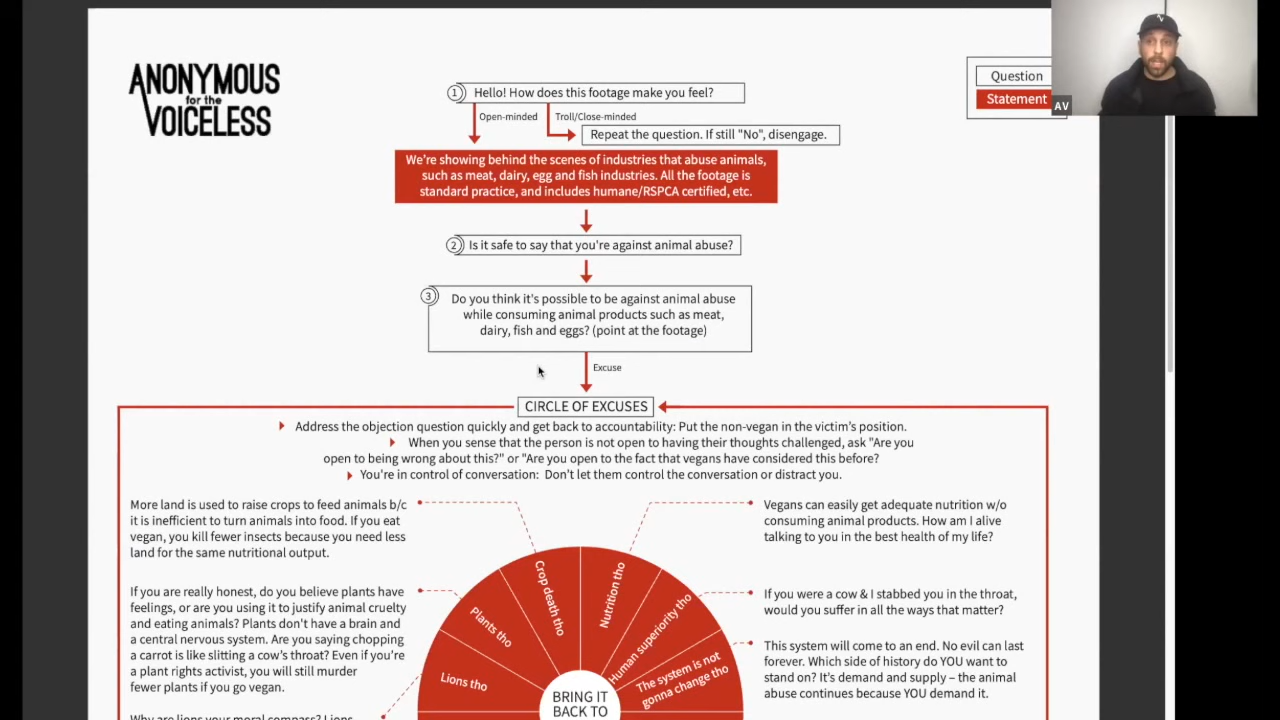 ANONYMOUS
for the
VOICELESS
Question
Statement
AV
1 Hello! How does this footage make you feel?
Open-minded
Troll/Close-minded
Repeat the question. If still "No", disengage.
We're showing behind the scenes of industries that abuse animals,
such as meat, dairy, egg and fish industries. All the footage is
standard practice, and includes humane/RSPCA certified, etc.
2 Is it safe to say that you're against animal abuse?
3 Do you think it's possible to be against animal abuse
while consuming animal products such as meat,
dairy, fish and eggs? (point at the footage)
Excuse
CIRCLE OF EXCUSES
Address the objection question quickly and get back to accountability: Put the non-vegan in the victim's position.
When you sense that the person is not open to having their thoughts challenged, ask "Are you
open to being wrong about this?" or "Are you open to the fact that vegans have considered this before?
You're in control of conversation: Don't let them control the conversation or distract you.
More land is used to raise crops to feed animals b/c
it is inefficient to turn animals into food. If you eat
vegan, you kill fewer insects because you need less
land for the same nutritional output.
If you are really honest, do you believe plants have
feelings, or are you using it to justify animal cruelty
and eating animals? Plants don't have a brain and
a central nervous system. Are you saying chopping
a carrot is like slitting a cow's throat? Even if you're
a plant rights activist, you will still murder
fewer plants if you go vegan.
Why are lions your moral compass? Lions
Lions tho
Plants tho
Crop death tho
Nutrition tho
Human superiority tho
The system is not
gonna change tho
BRING IT
BACK TO
Vegans can easily get adequate nutrition w/o
consuming animal products. How am I alive
talking to you in the best health of my life?
If you were a cow & I stabbed you in the throat,
would you suffer in all the ways that matter?
This system will come to an end. No evil can last
forever. Which side of history do YOU want to
stand on? It's demand and supply – the animal
abuse continues because YOU demand it.